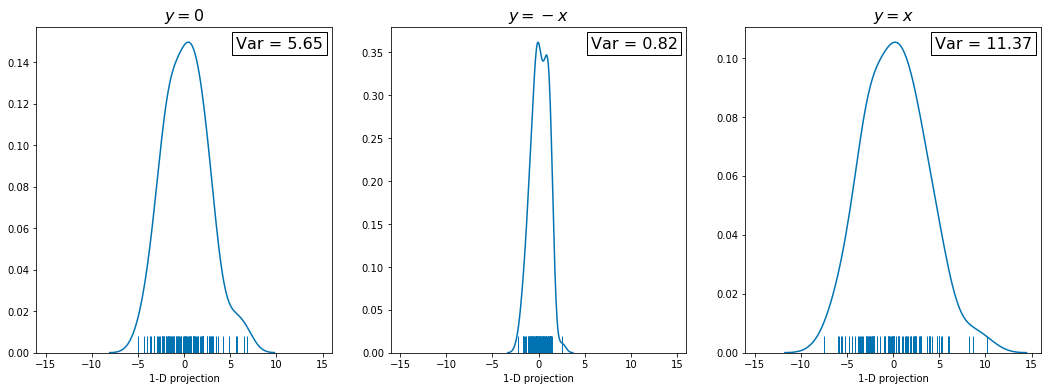 y = 0
Var = 5.65
0.14
0.12
0.10
0.08
0.06
0.04
0.02
0.00
−15 −10 −5 0 5 10 15
1-D projection
y = − x
Var = 0.82
0.35
0.30
0.25
0.20
0.15
0.10
0.05
0.00
−15 −10 −5 0 5 10 15
1-D projection
y = x
Var = 11.37
0.10
0.08
0.06
0.04
0.02
0.00
−15 −10 −5 0 5 10 15
1-D projection